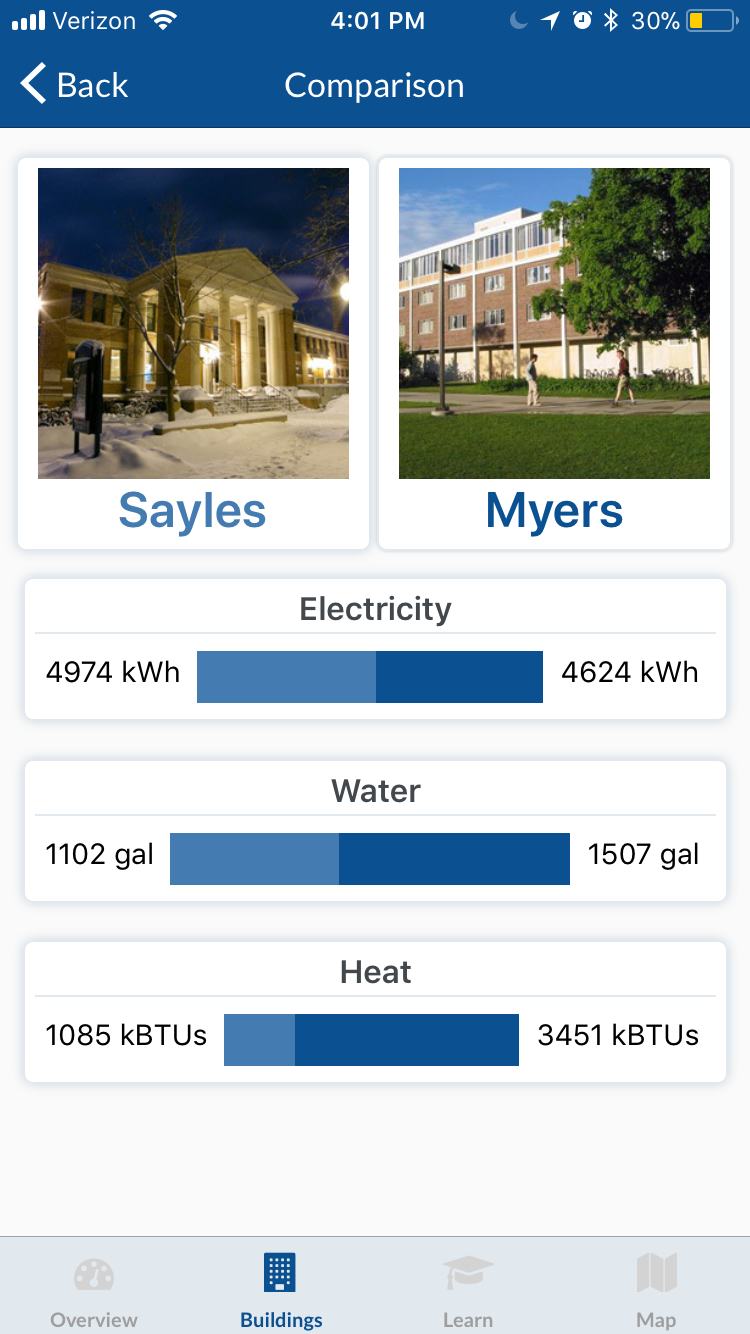 Verizon 4:01 PM 30%
Back Comparison
Sayles Myers
Electricity
4974 kWh 4624 kWh
Water
1102 gal 1507 gal
Heat
1085 kBTUs 3451 kBTUs
Overview Buildings Learn Map